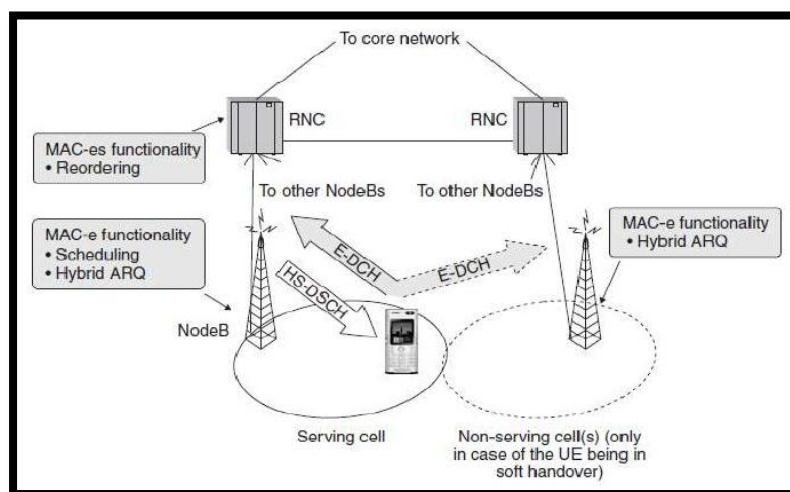 To core network
RNC
RNC
MAC-es functionality
• Reordering
To other NodeBs
To other NodeBs
MAC-e functionality
• Scheduling
• Hybrid ARQ
MAC-e functionality
• Hybrid ARQ
E-DCH
E-DCH
HS-DSCH
NodeB
Serving cell
Non-serving cell(s) (only
in case of the UE being in
soft handover)